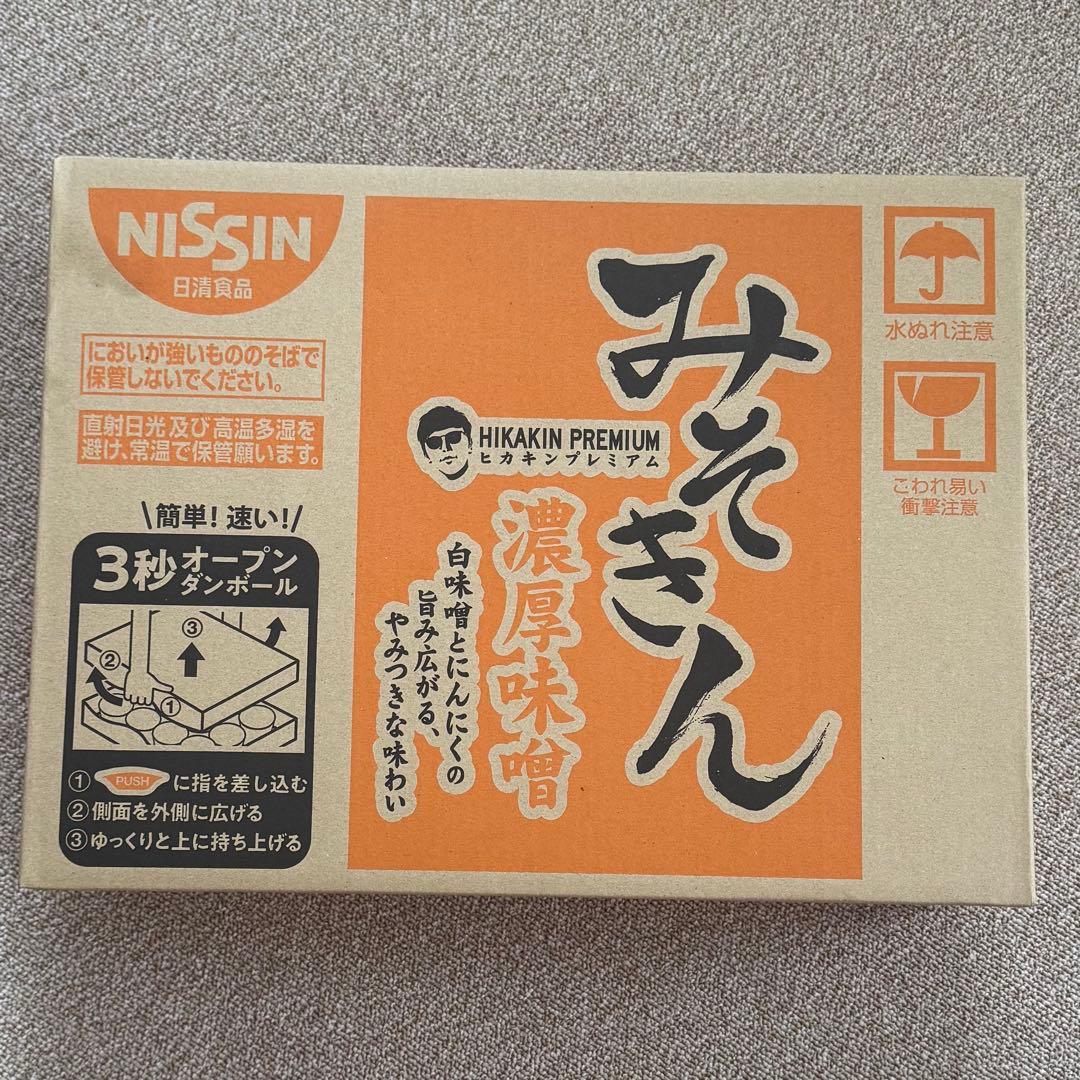 NISSIN
日清食品
においが強いもののそばで
保管しないでください。
直射日光及び高温多湿を
避け、常温で保管願います。
\簡単!速い!/
3秒オープン
ダンボール
③
②
①
① PUSH に指を差し込む
② 側面を外側に広げる
③ ゆっくりと上に持ち上げる
みそきん
HIKAKIN PREMIUM
ヒカキンプレミアム
濃厚味噌
白味噌とにんにくの
旨み広がる、
やみつきな味わい
水ぬれ注意
こわれ易い
衝撃注意